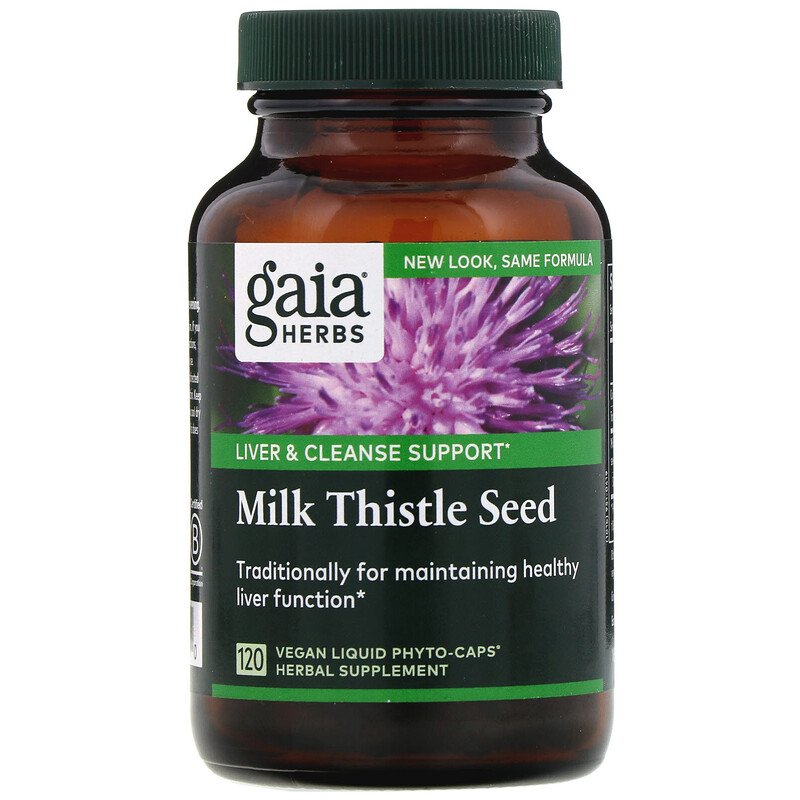 NEW LOOK, SAME FORMULA
gaia®
HERBS
LIVER & CLEANSE SUPPORT*
Milk Thistle Seed
Traditionally for maintaining healthy
liver function*
120
VEGAN LIQUID PHYTO-CAPS®
HERBAL SUPPLEMENT
Certified
B